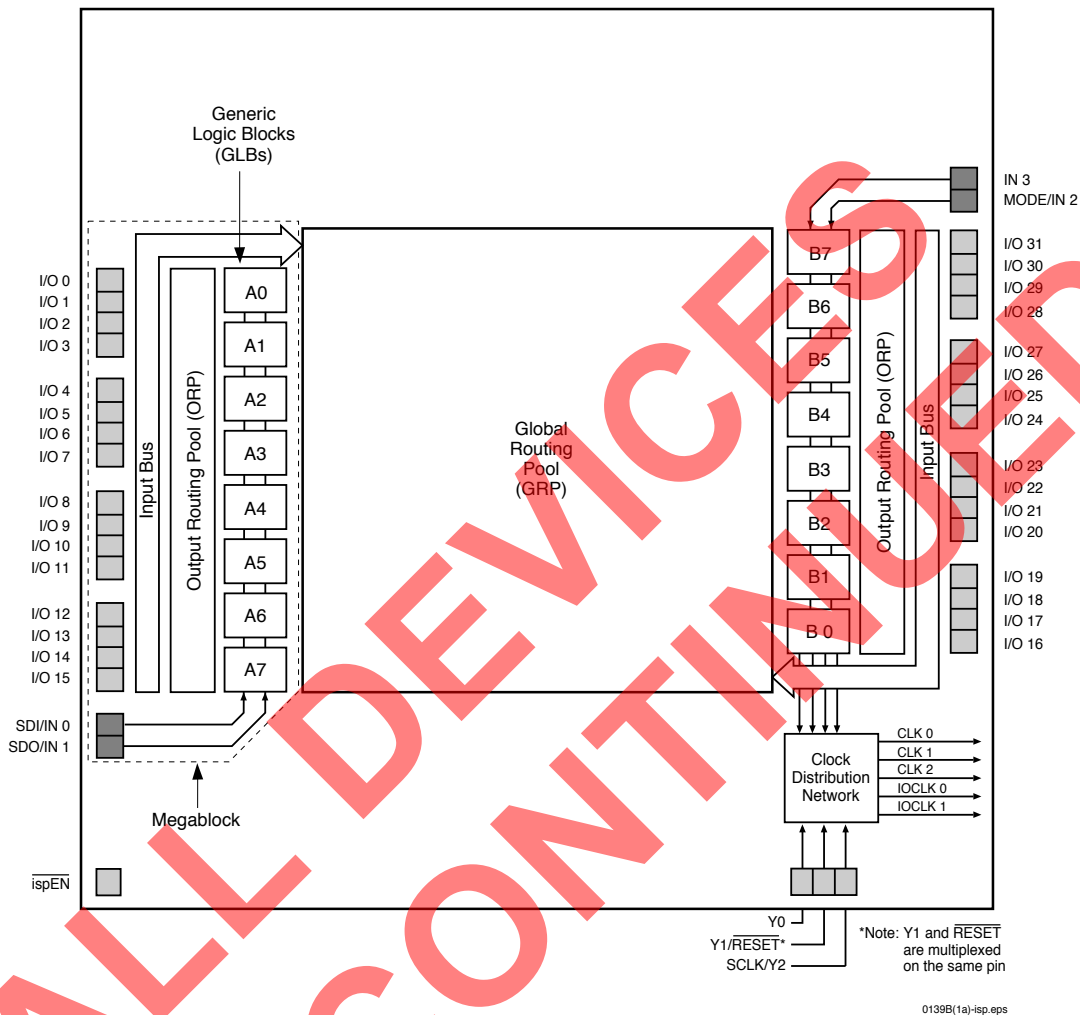 Generic
Logic Blocks
(GLBs)
IN 3
MODE/IN 2
I/O 0
I/O 1
I/O 2
I/O 3
I/O 4
I/O 5
I/O 6
I/O 7
I/O 8
I/O 9
I/O 10
I/O 11
I/O 12
I/O 13
I/O 14
I/O 15
SDI/IN 0
SDO/IN 1
Input Bus
Output Routing Pool (ORP)
A0
A1
A2
A3
A4
A5
A6
A7
Global
Routing
Pool
(GRP)
B7
B6
B5
B4
B3
B2
B1
B 0
Output Routing Pool (ORP)
Input Bus
I/O 31
I/O 30
I/O 29
I/O 28
I/O 27
I/O 26
I/O 25
I/O 24
I/O 23
I/O 22
I/O 21
I/O 20
I/O 19
I/O 18
I/O 17
I/O 16
Megablock
Clock
Distribution
Network
CLK 0
CLK 1
CLK 2
IOCLK 0
IOCLK 1
ispEN
Y0
Y1/RESET*
SCLK/Y2
*Note: Y1 and RESET
are multiplexed
on the same pin
0139B(1a)-isp.eps
ALL DEVICES
CONTINUED